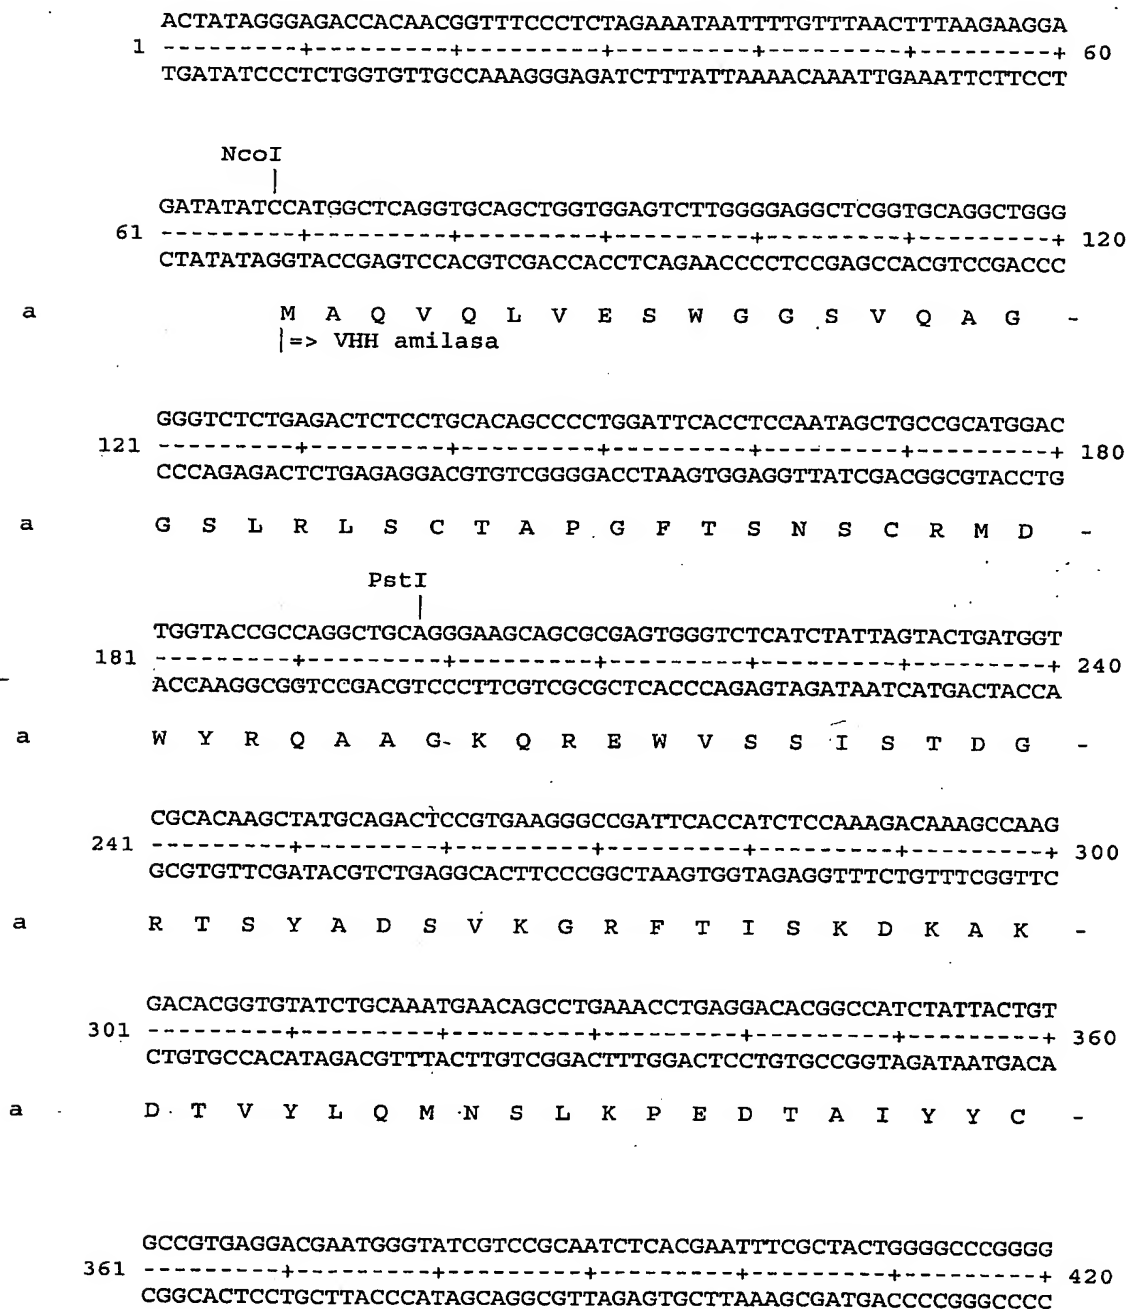 ACTATAGGGAGACCACAACGGTTTCCCTCTAGAAATAATTTTGTTTAACTTTAAGAAGGA
1 ---------+---------+---------+---------+---------+---------+ 60
TGATATCCCTCTGGTGTTGCCAAAGGGAGATCTTTATTAAAACAAATTGAAATTCTTCCT
NcoI
|
GATATATCCATGGCTCAGGTGCAGCTGGTGGAGTCTTGGGGAGGCTCGGTGCAGGCTGGG
61 ---------+---------+---------+---------+---------+---------+ 120
CTATATAGGTACCGAGTCCACGTCGACCACCTCAGAACCCCTCCGAGCCACGTCCGACCC
a M A Q V Q L V E S W G G S V Q A G -
|=> VHH amilasa
GGGTCTCTGAGACTCTCCTGCACAGCCCCTGGATTCACCTCCAATAGCTGCCGCATGGAC
121 ---------+---------+---------+---------+---------+---------+ 180
CCCAGAGACTCTGAGAGGACGTGTCGGGGACCTAAGTGGAGGTTATCGACGGCGTACCTG
a G S L R L S C T A P G F T S N S C R M D -
PstI
|
TGGTACCGCCAGGCTGCAGGGAAGCAGCGCGAGTGGGTCTCATCTATTAGTACTGATGGT
181 ---------+---------+---------+---------+---------+---------+ 240
ACCAAGGCGGTCCGACGTCCCTTCGTCGCGCTCACCCAGAGTAGATAATCATGACTACCA
a W Y R Q A A G K Q R E W V S S I S T D G -
CGCACAAGCTATGCAGACTCCGTGAAGGGCCGATTCACCATCTCCAAAGACAAAGCCAAG
241 ---------+---------+---------+---------+---------+---------+ 300
GCGTGTTCGATACGTCTGAGGCACTTCCCGGCTAAGTGGTAGAGGTTTCTGTTTCGGTTC
a R T S Y A D S V K G R F T I S K D K A K -
GACACGGTGTATCTGCAAATGAACAGCCTGAAACCTGAGGACACGGCCATCTATTACTGT
301 ---------+---------+---------+---------+---------+---------+ 360
CTGTGCCACATAGACGTTTACTTGTCGGACTTTGGACTCCTGTGCCGGTAGATAATGACA
a D T V Y L Q M N S L K P E D T A I Y Y C -
GCCGTGAGGACGAATGGGTATCGTCCGCAATCTCACGAATTTCGCTACTGGGGCCCGGGG
361 ---------+---------+---------+---------+---------+---------+ 420
CGGCACTCCTGCTTACCCATAGCAGGCGTTAGAGTGCTTAAAGCGATGACCCCGGGCCCC